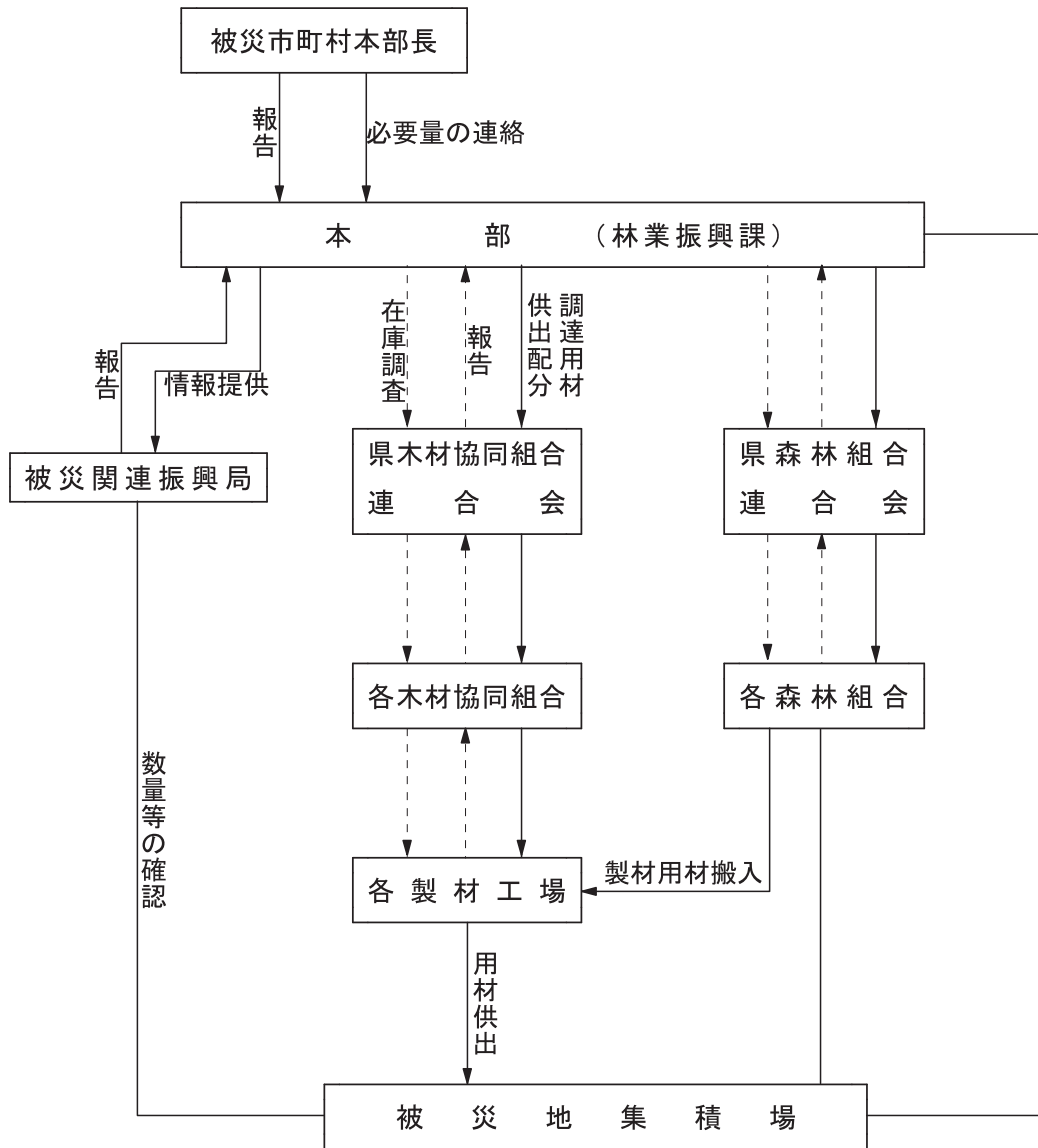 被災市町村本部長
報告
必要量の連絡
本部（林業振興課）
報告
情報提供
在庫調査
報告
調達用材
供出配分
被災関連振興局
県木材協同組合
連合会
県森林組合
連合会
各木材協同組合
各森林組合
数量等の確認
各製材工場
製材用材搬入
用材供出
被災地集積場